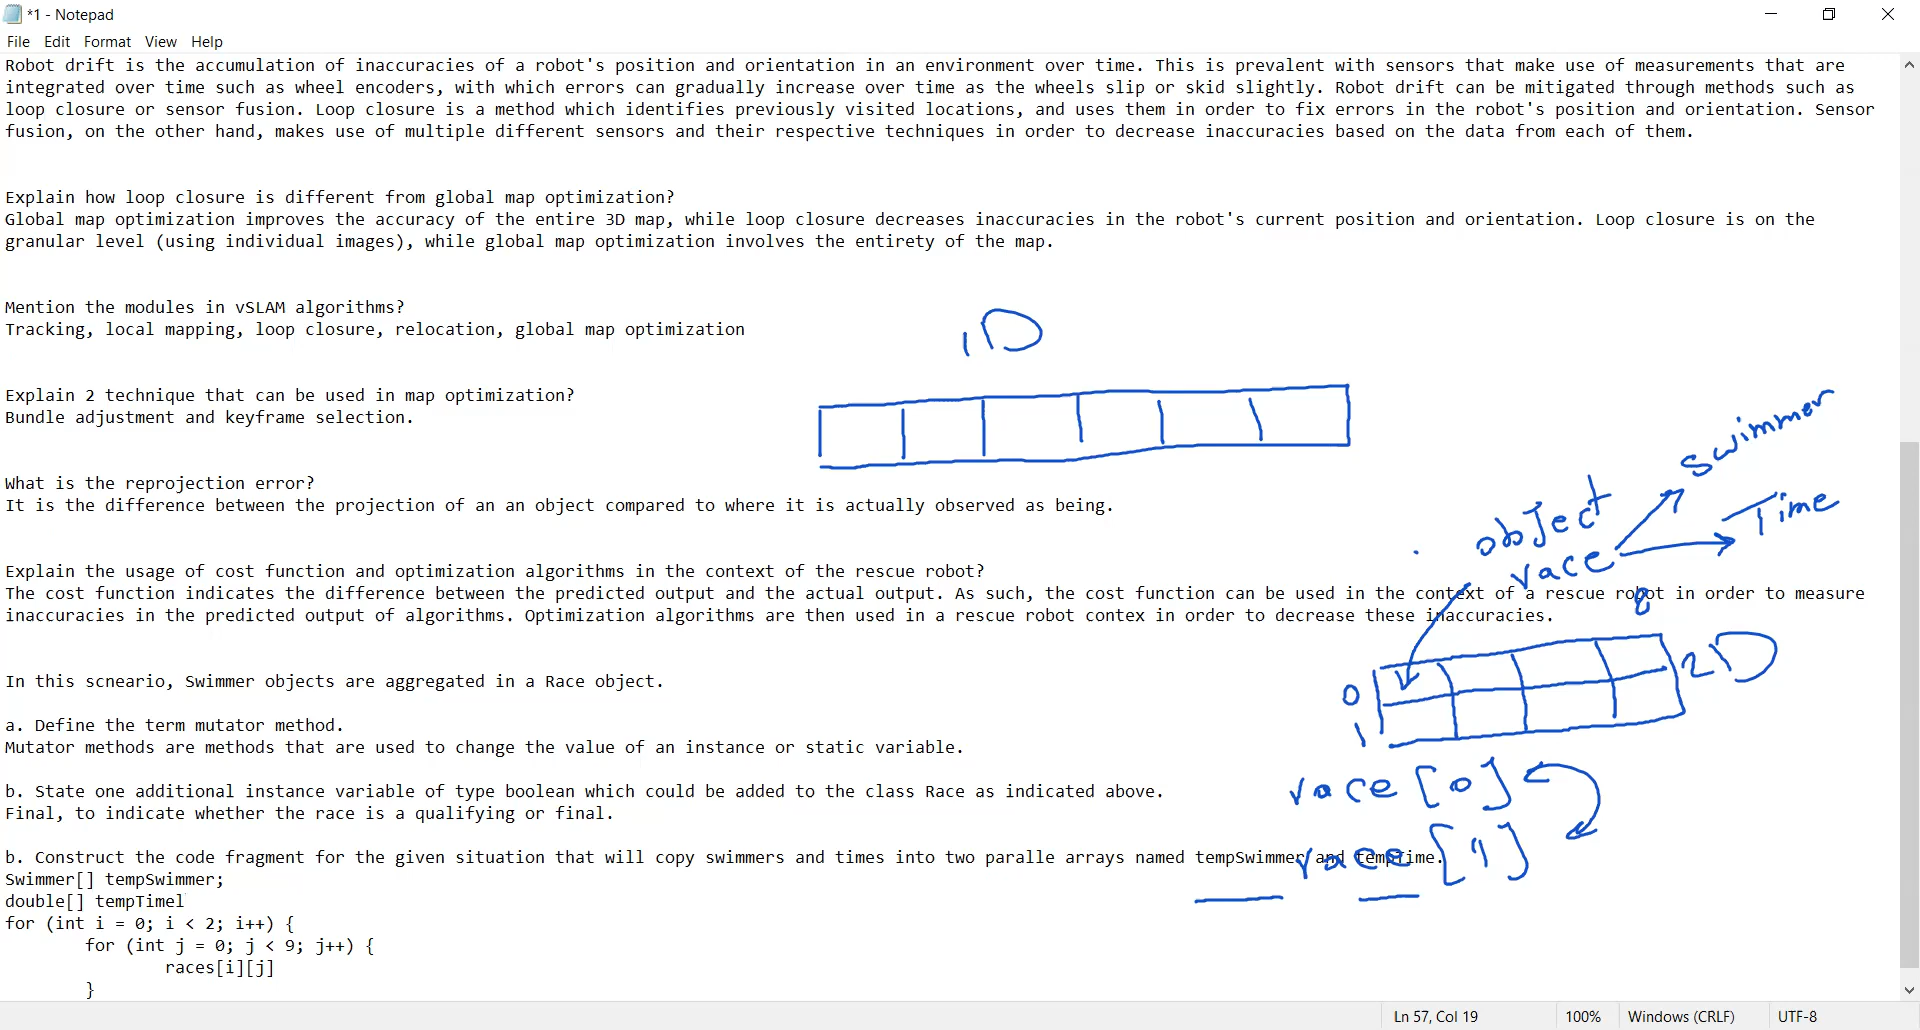 *1 - Notepad
File Edit Format View Help
Robot drift is the accumulation of inaccuracies of a robot's position and orientation in an environment over time. This is prevalent with sensors that make use of measurements that are
integrated over time such as wheel encoders, with which errors can gradually increase over time as the wheels slip or skid slightly. Robot drift can be mitigated through methods such as
loop closure or sensor fusion. Loop closure is a method which identifies previously visited locations, and uses them in order to fix errors in the robot's position and orientation. Sensor
fusion, on the other hand, makes use of multiple different sensors and their respective techniques in order to decrease inaccuracies based on the data from each of them.
Explain how loop closure is different from global map optimization?
Global map optimization improves the accuracy of the entire 3D map, while loop closure decreases inaccuracies in the robot's current position and orientation. Loop closure is on the
granular level (using individual images), while global map optimization involves the entirety of the map.
Mention the modules in vSLAM algorithms?
Tracking, local mapping, loop closure, relocation, global map optimization
1D
Explain 2 technique that can be used in map optimization?
Bundle adjustment and keyframe selection.
swimmer
What is the reprojection error?
It is the difference between the projection of an an object compared to where it is actually observed as being.
object
Time
race
Explain the usage of cost function and optimization algorithms in the context of the rescue robot?
The cost function indicates the difference between the predicted output and the actual output. As such, the cost function can be used in the context of a rescue robot in order to measure
inaccuracies in the predicted output of algorithms. Optimization algorithms are then used in a rescue robot contex in order to decrease these inaccuracies.
8
2D
In this scneario, Swimmer objects are aggregated in a Race object.
0
a. Define the term mutator method.
1
Mutator methods are methods that are used to change the value of an instance or static variable.
b. State one additional instance variable of type boolean which could be added to the class Race as indicated above.
race [0]
Final, to indicate whether the race is a qualifying or final.
b. Construct the code fragment for the given situation that will copy swimmers and times into two paralle arrays named tempSwimmer and tempTime.
race [1]
Swimmer[] tempSwimmer;
double[] tempTimel
for (int i = 0; i < 2; i++) {
for (int j = 0; j < 9; j++) {
races[i][j]
}
Ln 57, Col 19 100% Windows (CRLF) UTF-8